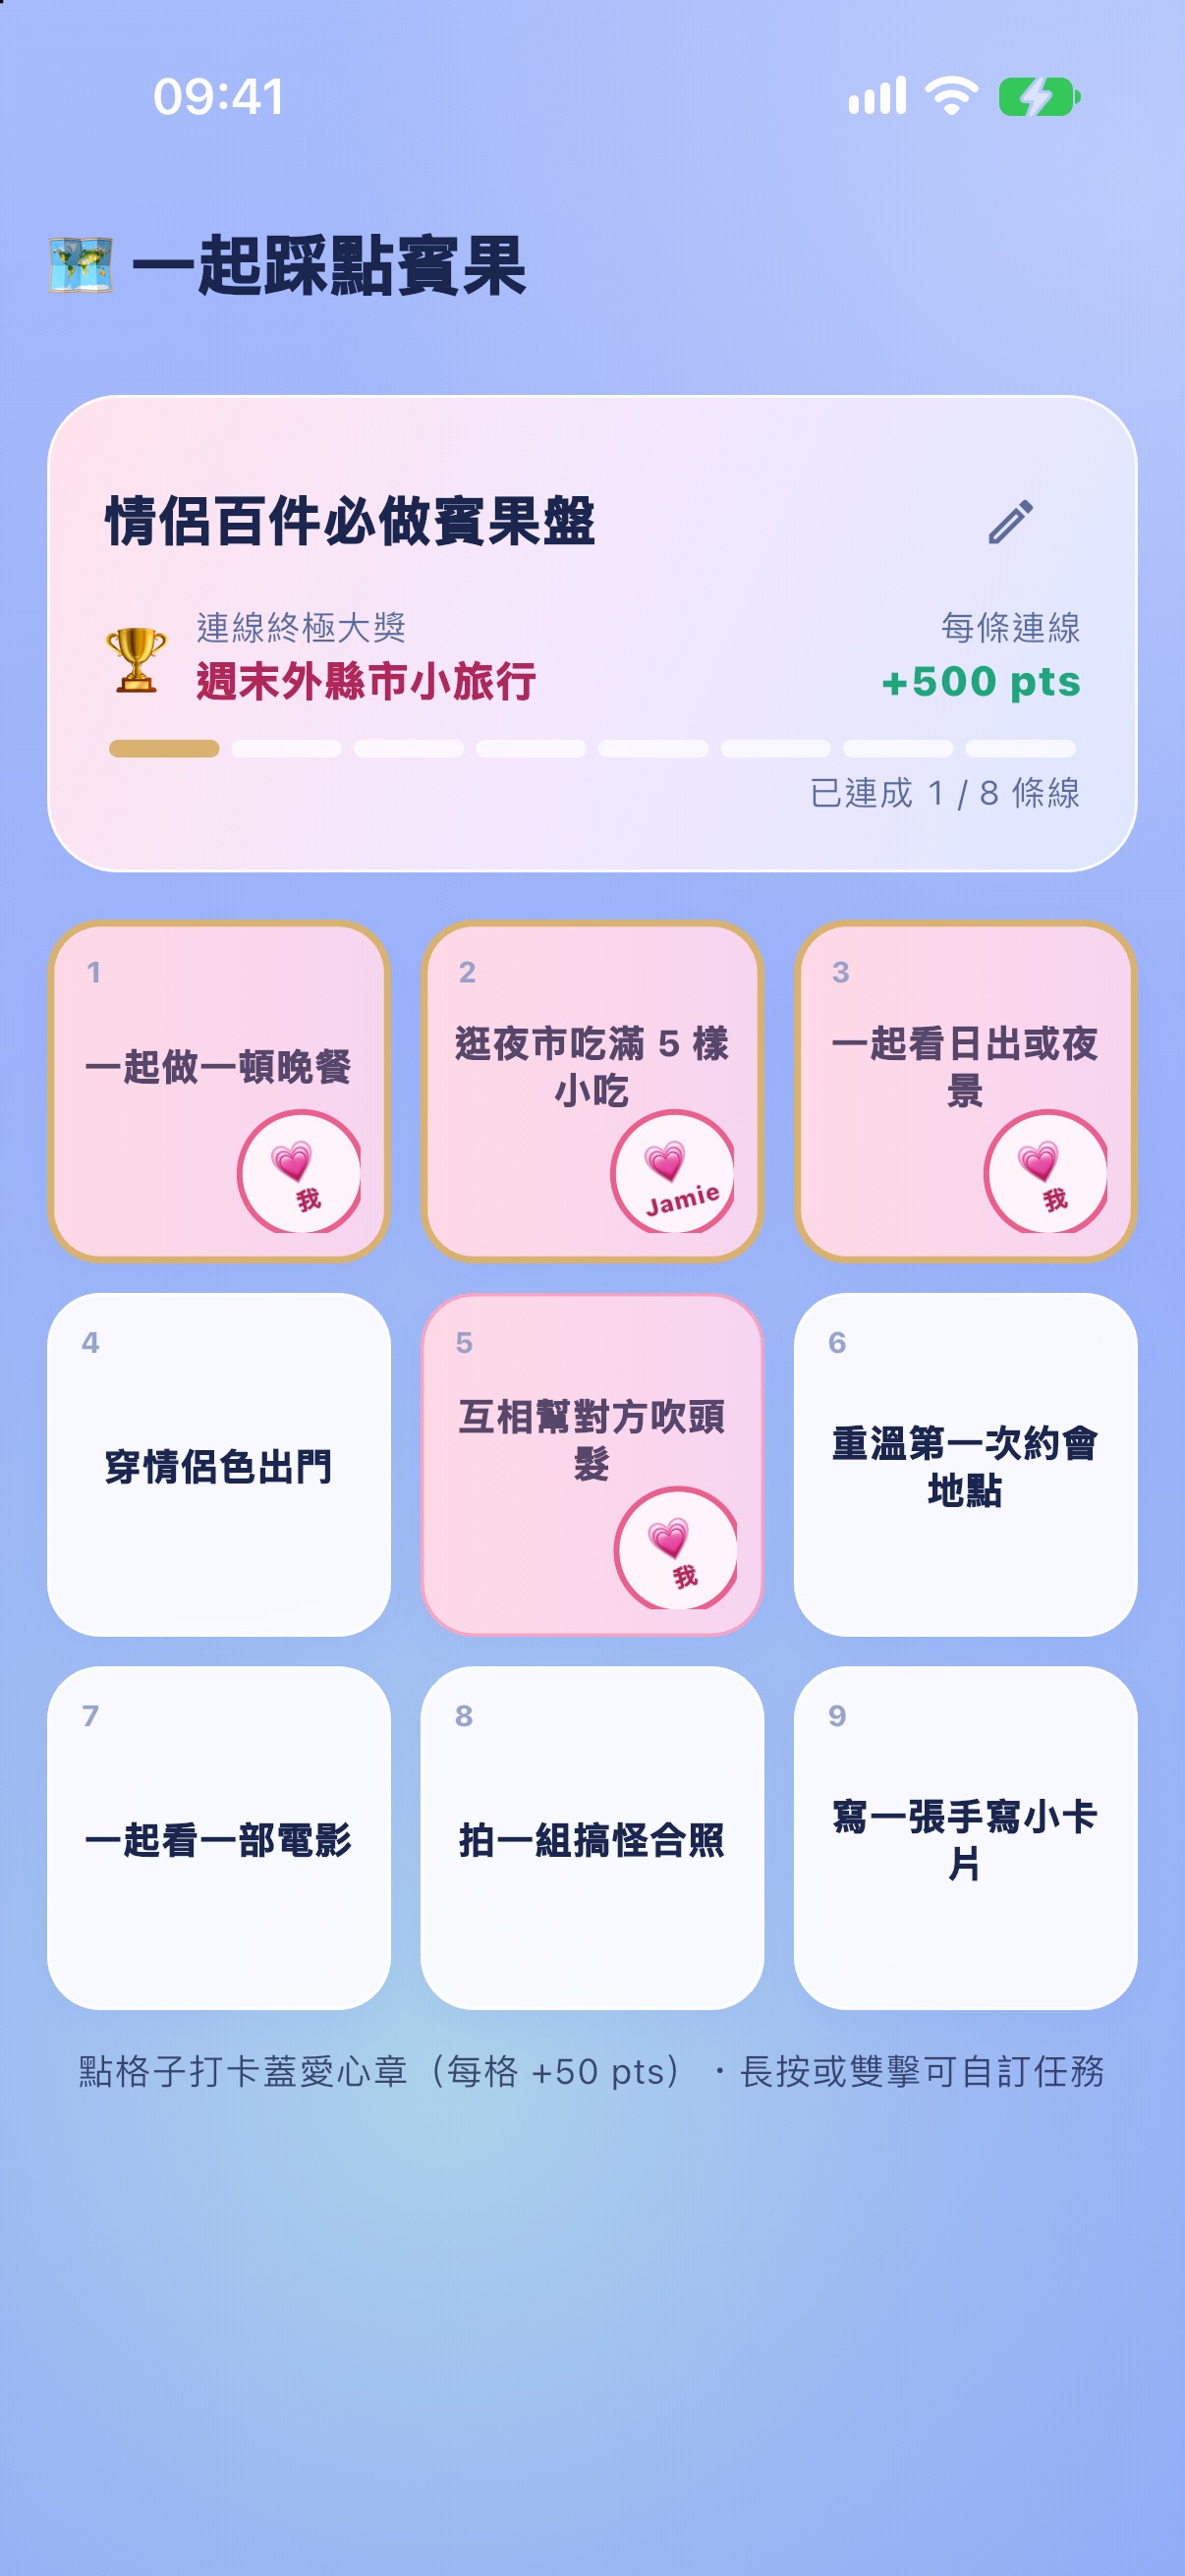 09:41
一起踩點賓果
情侶百件必做賓果盤
連線終極大獎
每條連線
週末外縣市小旅行
+500 pts
已連成 1 / 8 條線
1
一起做一頓晚餐
我
2
逛夜市吃滿 5 樣
小吃
Jamie
3
一起看日出或夜
景
我
4
穿情侶色出門
5
互相幫對方吹頭
髮
我
6
重溫第一次約會
地點
7
一起看一部電影
8
拍一組搞怪合照
9
寫一張手寫小卡
片
點格子打卡蓋愛心章（每格 +50 pts）・長按或雙擊可自訂任務